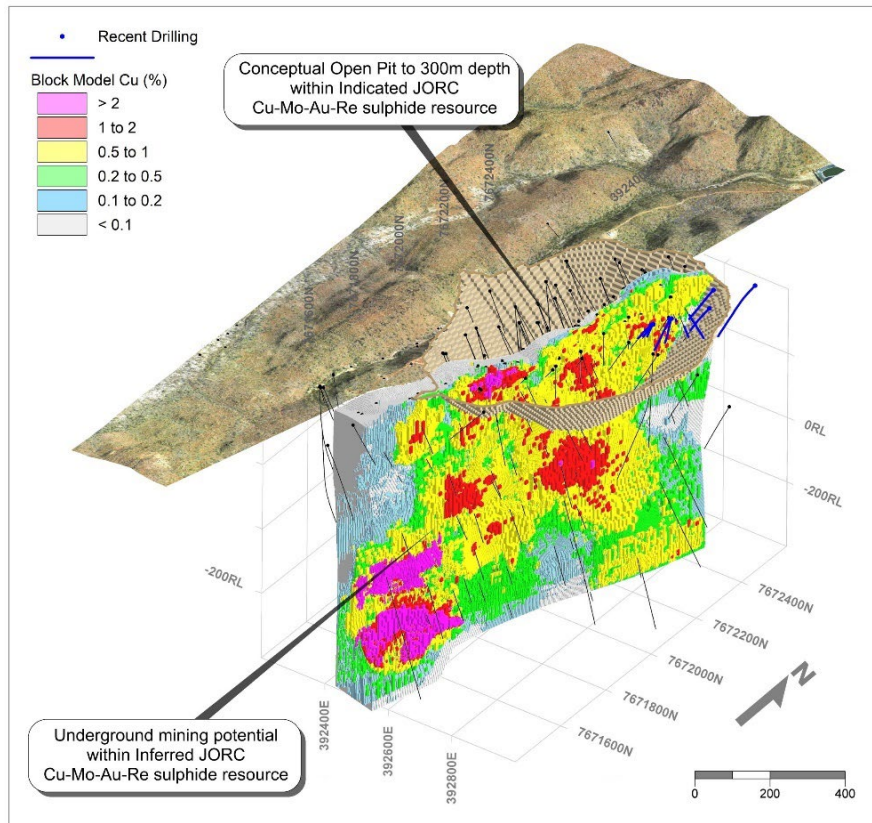 Recent Drilling
Block Model Cu (%)
> 2
1 to 2
0.5 to 1
0.2 to 0.5
0.1 to 0.2
< 0.1
Conceptual Open Pit to 300m depth
within Indicated JORC
Cu-Mo-Au-Re sulphide resource
7672400N
7672200N
7672000N
0RL
-200RL
-200RL
7672400N
7672200N
7672000N
7671800N
7671600N
392400E
392600E
392800E
N
Underground mining potential
within Inferred JORC
Cu-Mo-Au-Re sulphide resource
0
200
400